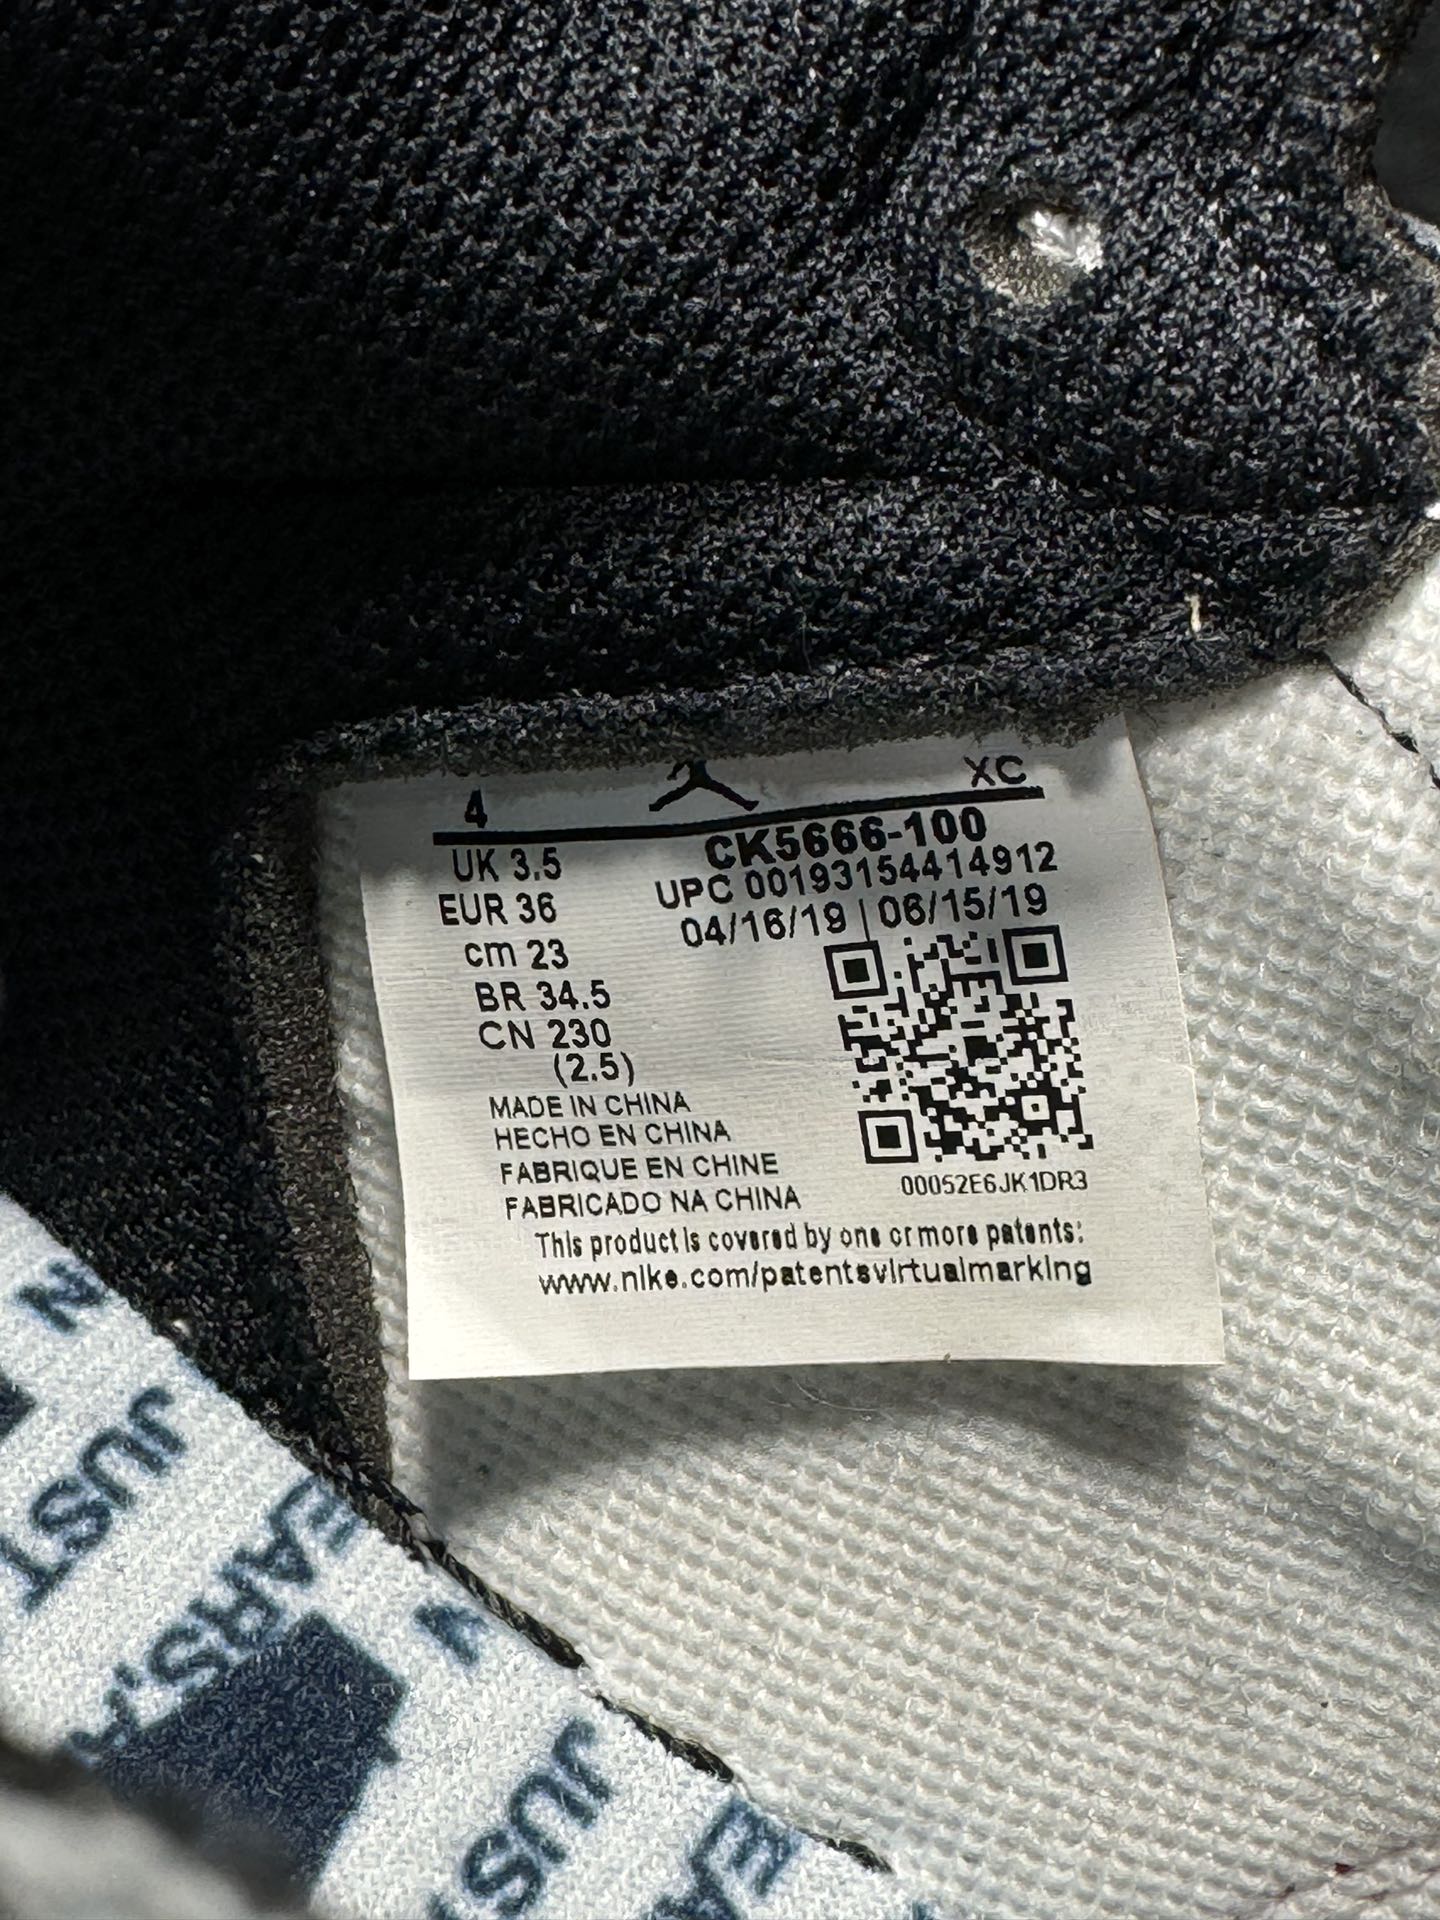 4 XC
UK 3.5 CK5666-100
EUR 36 UPC 00193154414912
cm 23 04/16/19 | 06/15/19
BR 34.5
CN 230
(2.5)
MADE IN CHINA
HECHO EN CHINA
FABRIQUE EN CHINE
FABRICADO NA CHINA
00052E6JK1DR3
This product is covered by one or more patents:
www.nike.com/patentsvirtualmarking
JUST